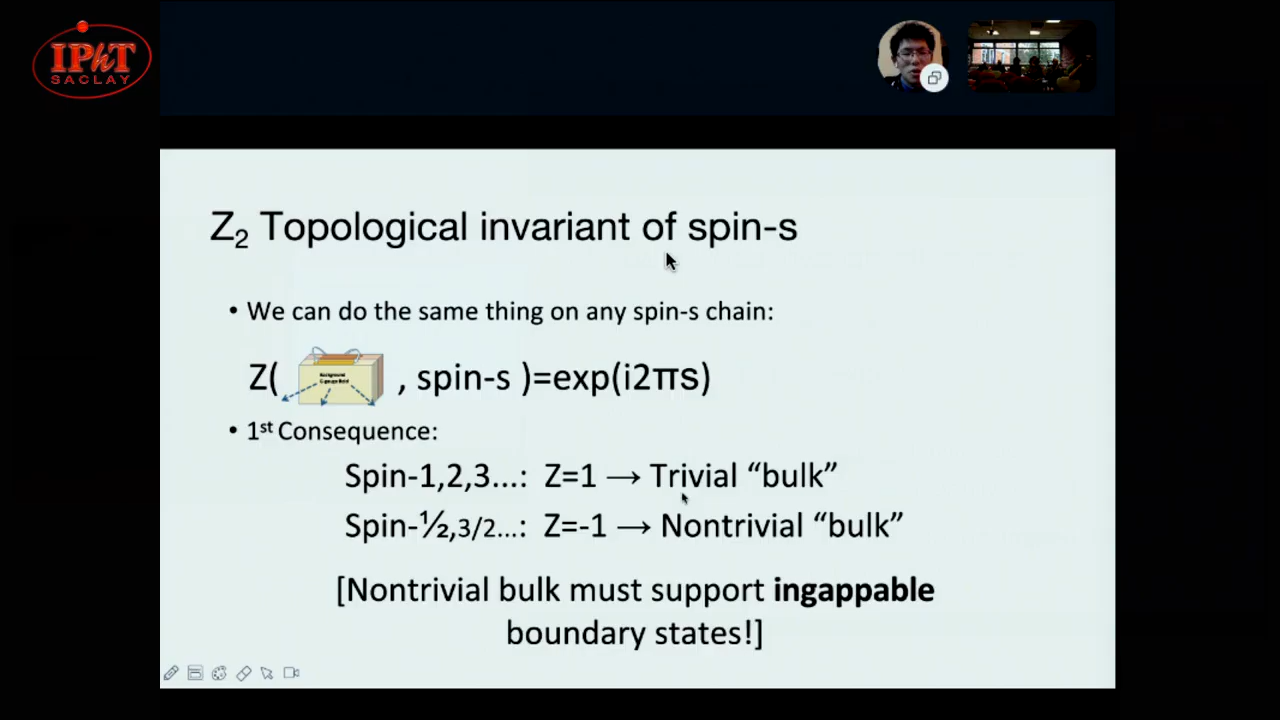 IPhT
SACLAY
Z₂ Topological invariant of spin-s
• We can do the same thing on any spin-s chain:
Z( , spin-s )=exp(i2πs)
• 1st Consequence:
Spin-1,2,3...: Z=1 → Trivial “bulk”
Spin-½,3/2...: Z=-1 → Nontrivial “bulk”
[Nontrivial bulk must support ingappable
boundary states!]